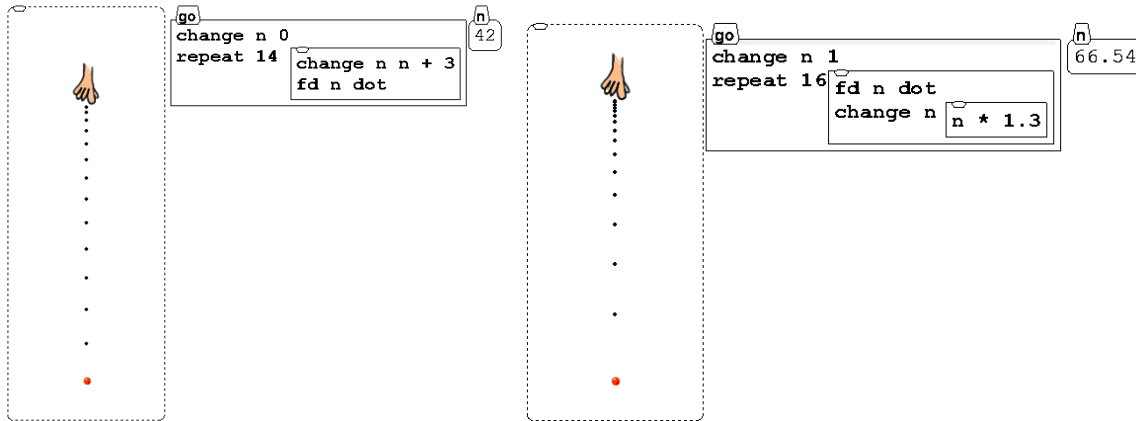 go
n
change n 0
42
repeat 14
change n n + 3
fd n dot
go
n
change n 1
66.54
repeat 16
fd n dot
change n
n * 1.3